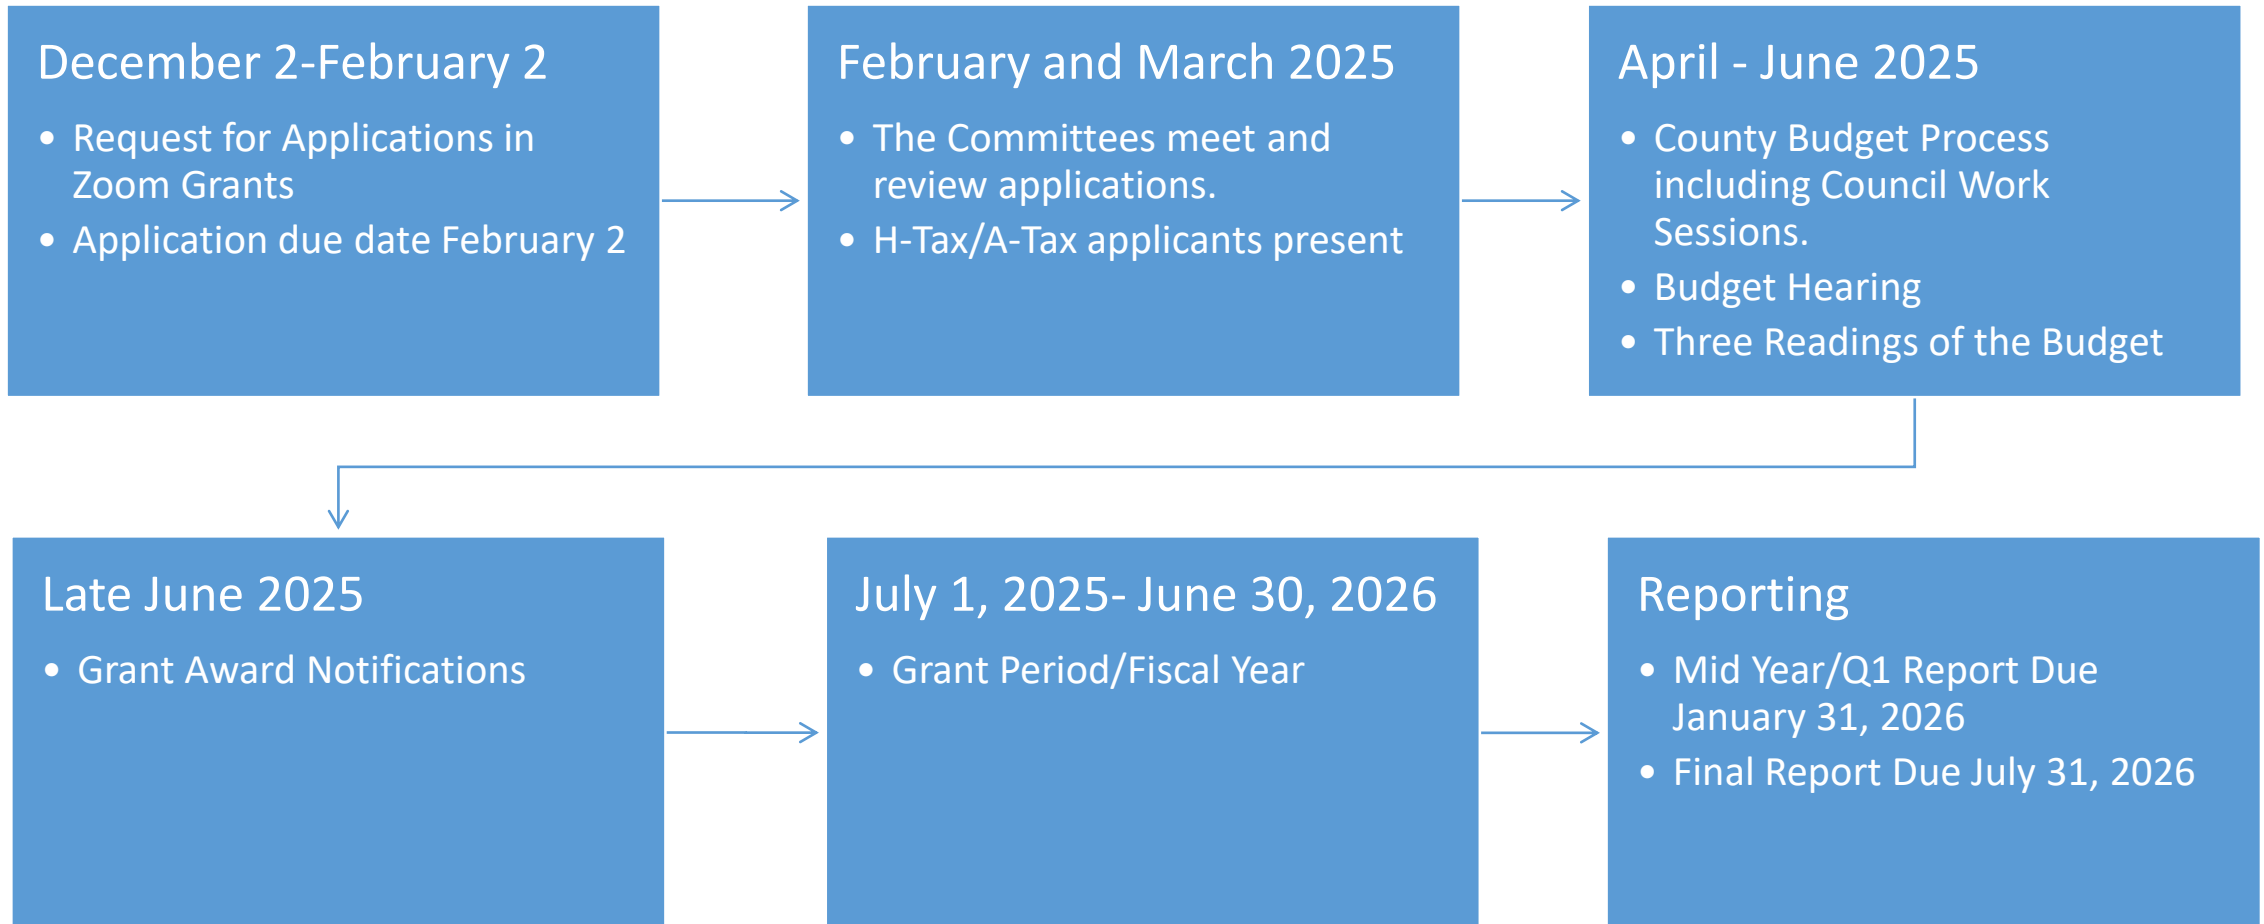 December 2-February 2
• Request for Applications in
Zoom Grants
• Application due date February 2
February and March 2025
• The Committees meet and
review applications.
• H-Tax/A-Tax applicants present
April - June 2025
• County Budget Process
including Council Work
Sessions.
• Budget Hearing
• Three Readings of the Budget
Late June 2025
• Grant Award Notifications
July 1, 2025- June 30, 2026
• Grant Period/Fiscal Year
Reporting
• Mid Year/Q1 Report Due
January 31, 2026
• Final Report Due July 31, 2026